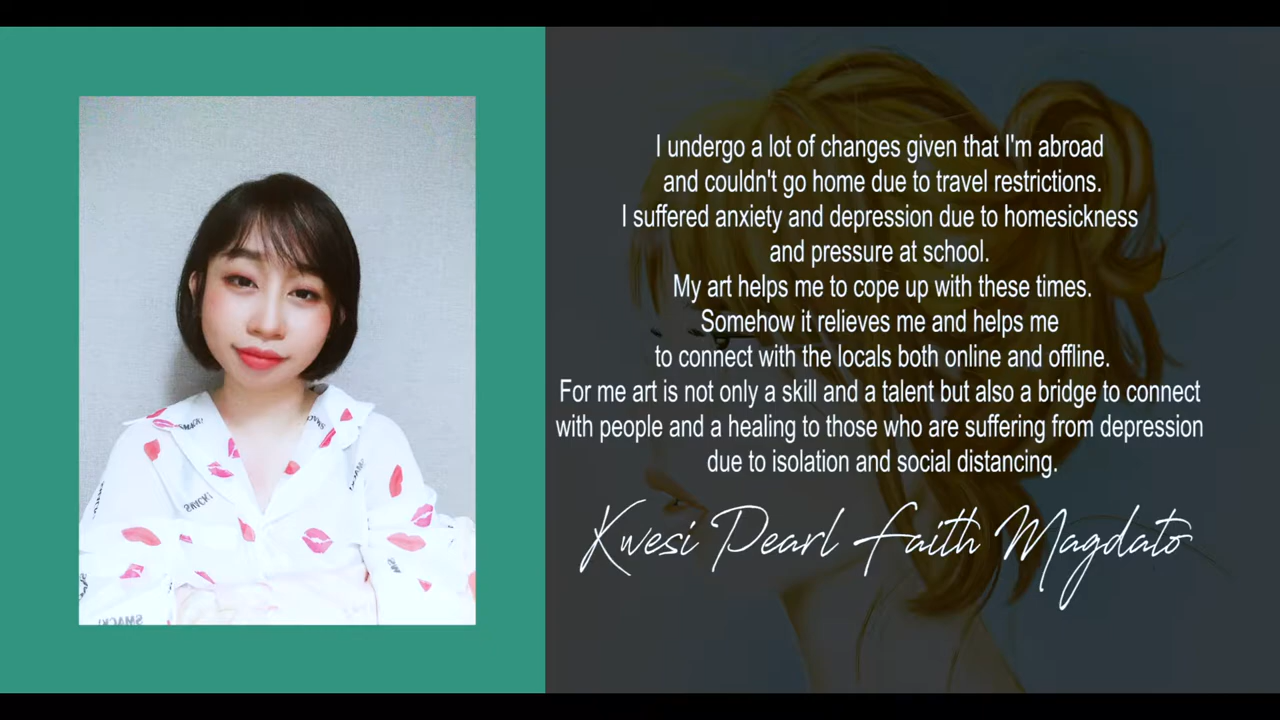 I undergo a lot of changes given that I'm abroad
and couldn't go home due to travel restrictions.
I suffered anxiety and depression due to homesickness
and pressure at school.
My art helps me to cope up with these times.
Somehow it relieves me and helps me
to connect with the locals both online and offline.
For me art is not only a skill and a talent but also a bridge to connect
with people and a healing to those who are suffering from depression
due to isolation and social distancing.
Kwesi Pearl Faith Magdato
SMACK!
SMACK!
SMACK!